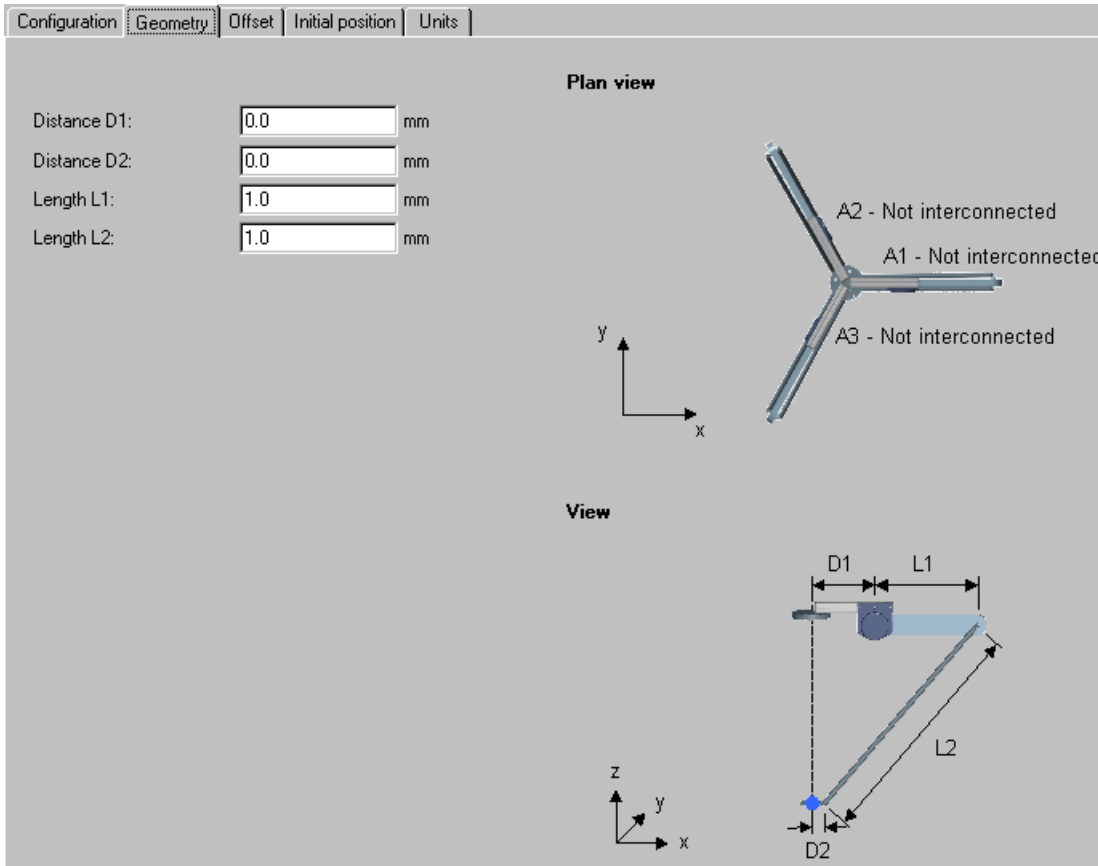 Configuration Geometry Offset Initial position Units
Plan view
Distance D1: 0.0 mm
Distance D2: 0.0 mm
Length L1: 1.0 mm
Length L2: 1.0 mm
A2 - Not interconnected
A1 - Not interconnected
A3 - Not interconnected
y
x
View
D1 L1
L2
z
y
x
D2